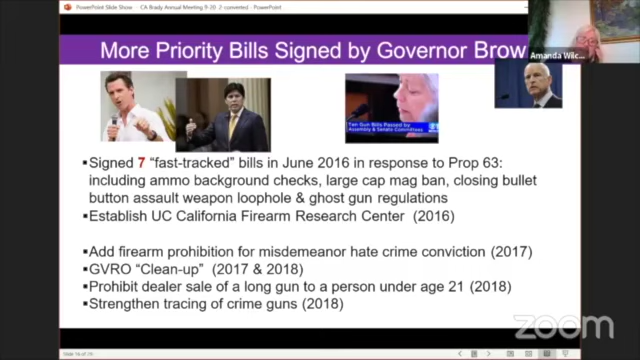 PowerPoint Slide Show - CA Brady Annual Meeting 9-20 -2-converted - PowerPoint
More Priority Bills Signed by Governor Brow
Amanda Wilc...
Ten Gun Bills Passed by
Assembly & Senate Committees
▪Signed 7 "fast-tracked" bills in June 2016 in response to Prop 63:
including ammo background checks, large cap mag ban, closing bullet
button assault weapon loophole & ghost gun regulations
▪Establish UC California Firearm Research Center (2016)
▪Add firearm prohibition for misdemeanor hate crime conviction (2017)
▪GVRO "Clean-up" (2017 & 2018)
▪Prohibit dealer sale of a long gun to a person under age 21 (2018)
▪Strengthen tracing of crime guns (2018)
zoom